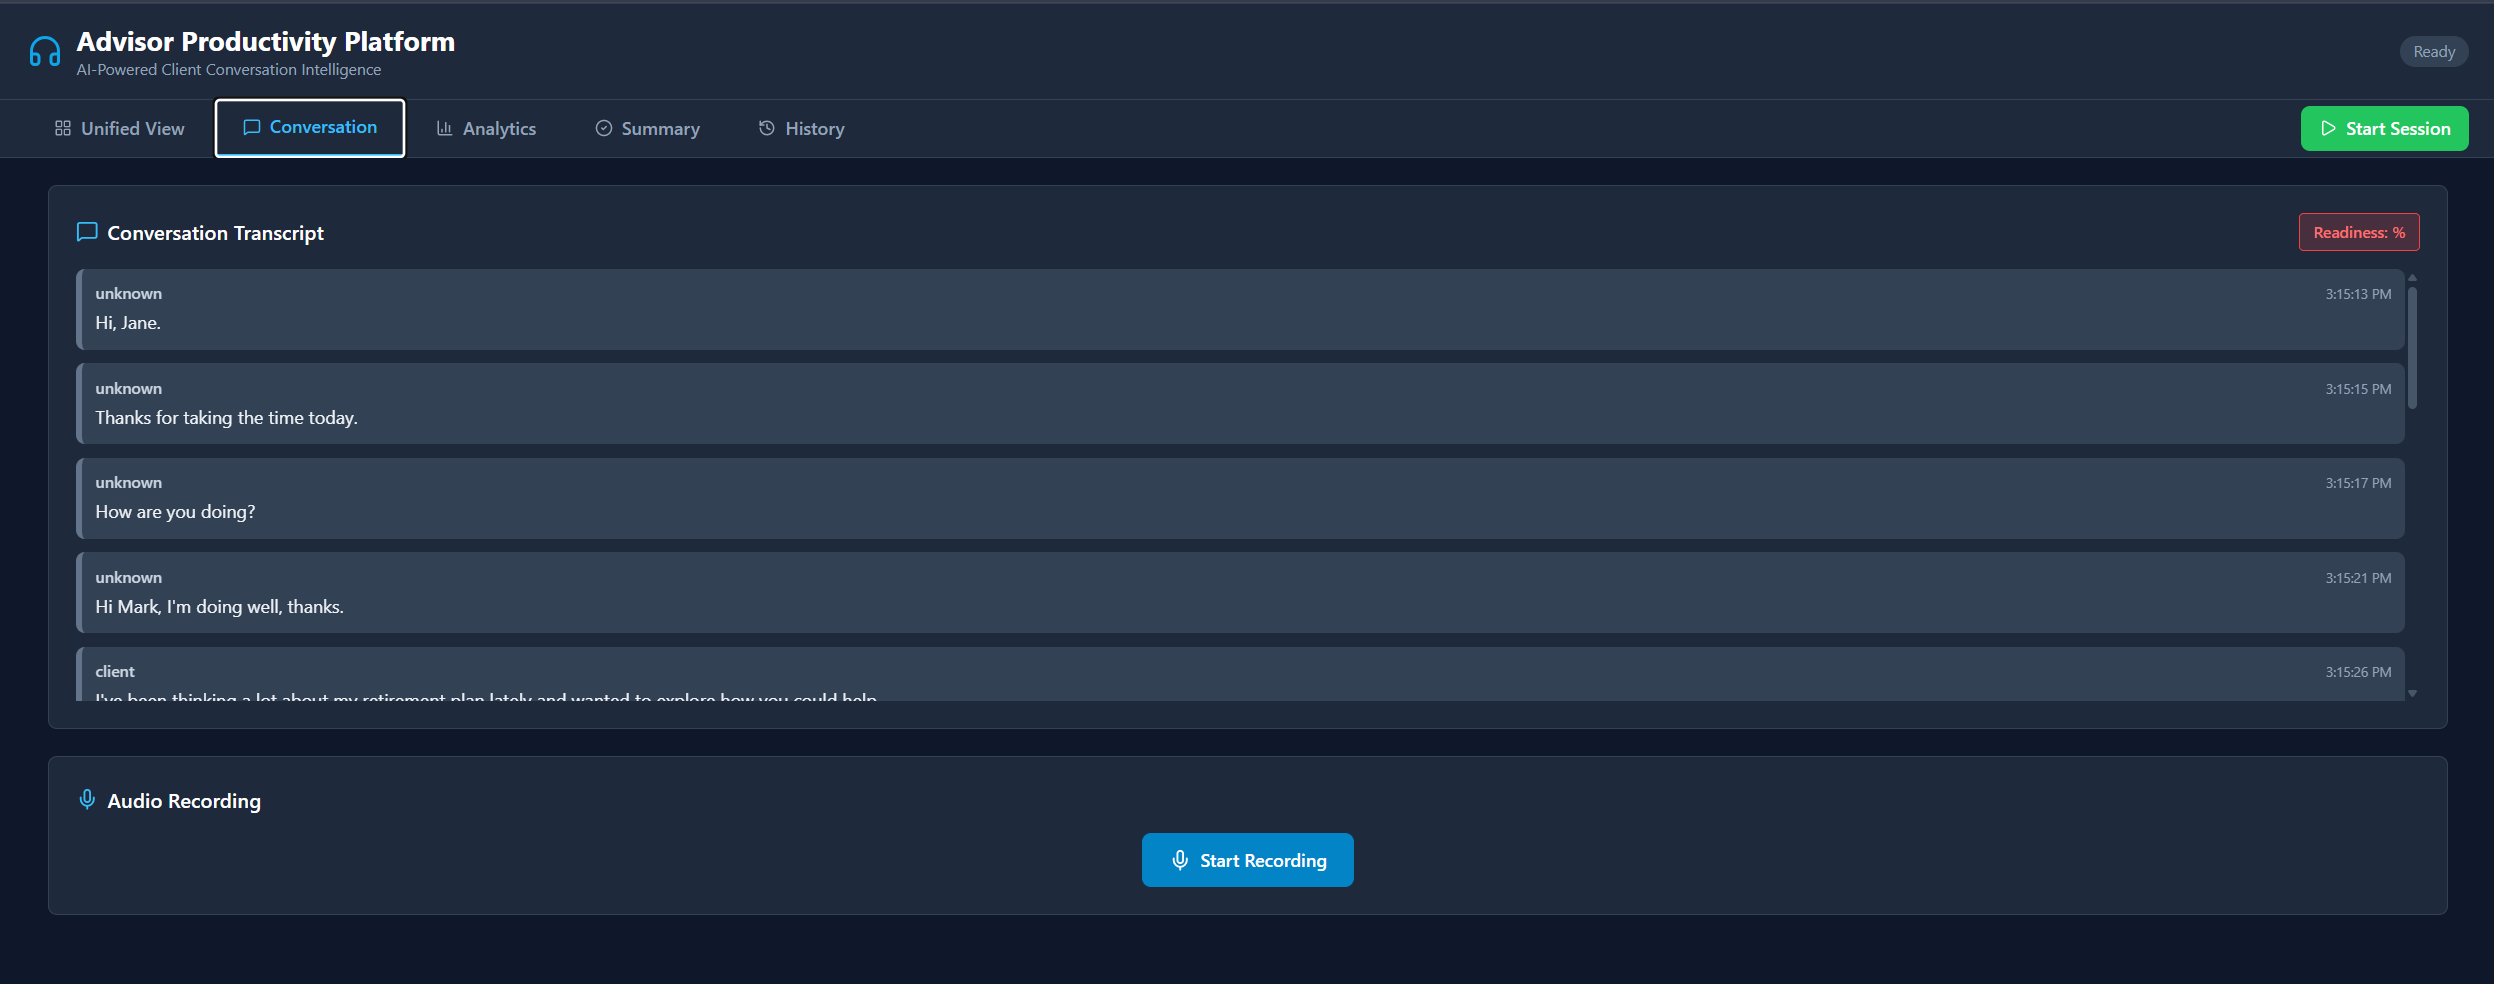 Advisor Productivity Platform
AI-Powered Client Conversation Intelligence
Ready
Unified View
Conversation
Analytics
Summary
History
Start Session
Conversation Transcript
Readiness: %
unknown
3:15:13 PM
Hi, Jane.
unknown
3:15:15 PM
Thanks for taking the time today.
unknown
3:15:17 PM
How are you doing?
unknown
3:15:21 PM
Hi Mark, I'm doing well, thanks.
client
3:15:26 PM
I've been thinking a lot about my retirement plan lately and wanted to explore how you could help
Audio Recording
Start Recording